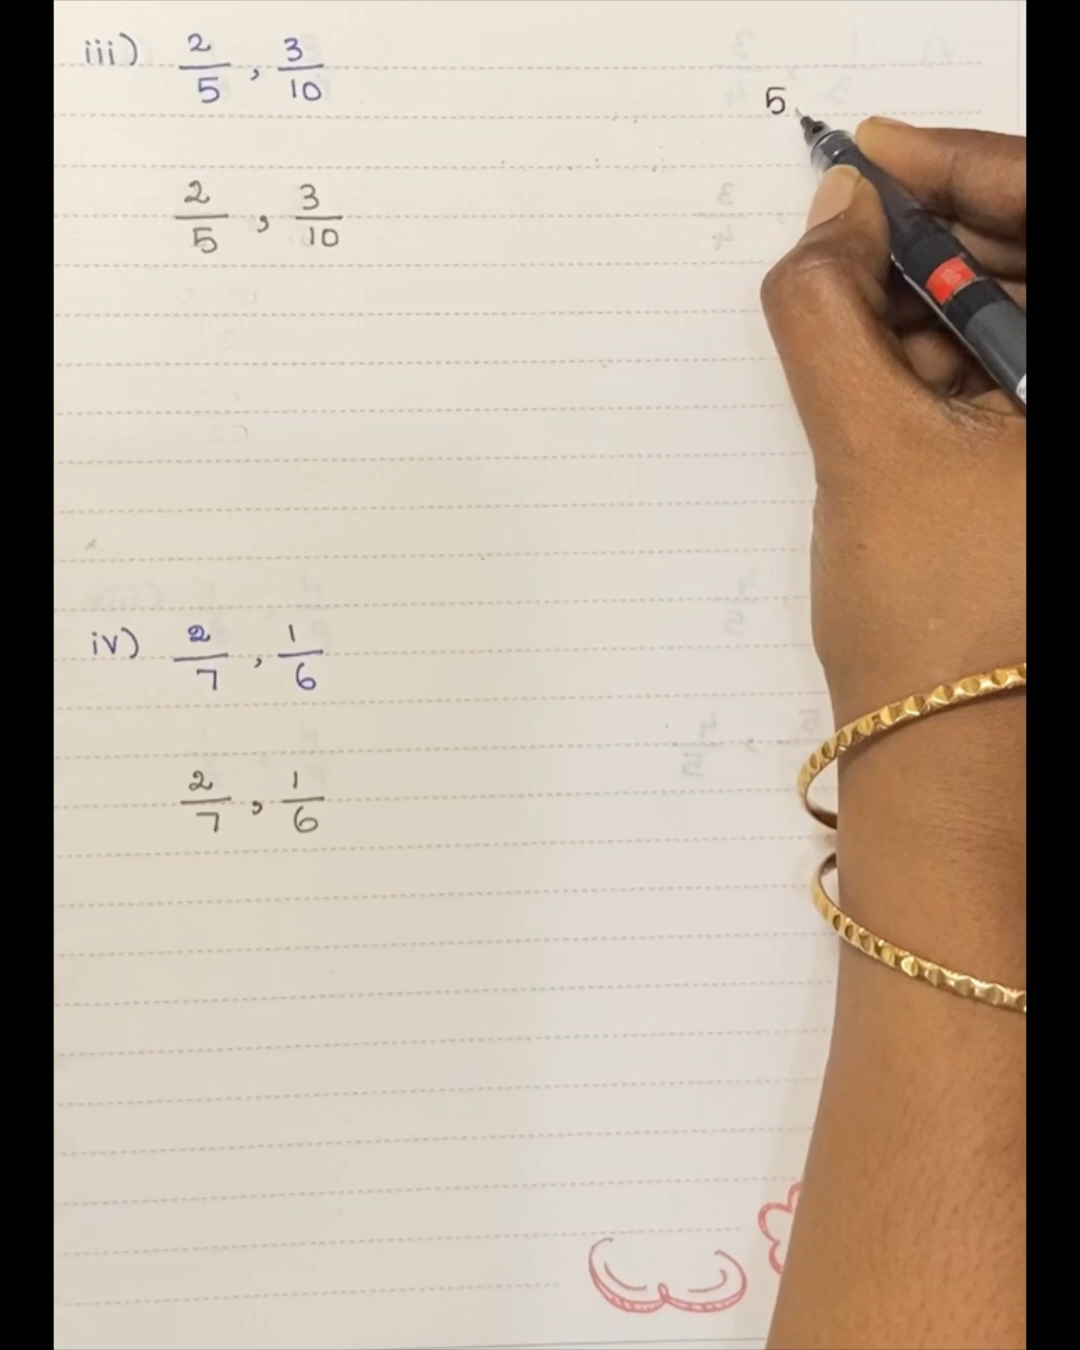 iii) 2/5 , 3/10
5
2/5 , 3/10
iv) 2/7 , 1/6
2/7 , 1/6